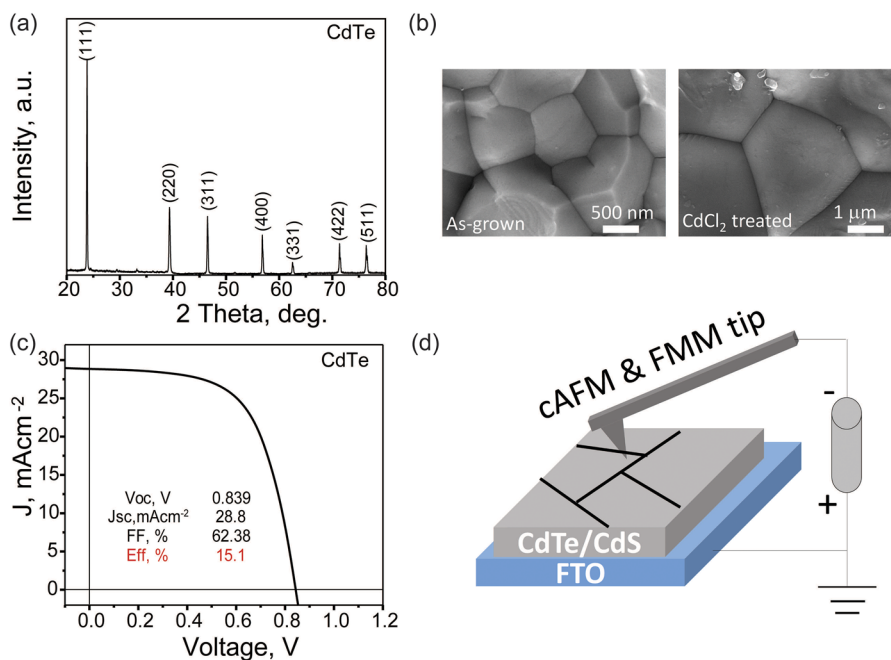 (a)
CdTe
(111)
(220)
(311)
(400)
(331)
(422)
(511)
Intensity, a.u.
20 30 40 50 60 70 80
2 Theta, deg.
(b)
As-grown
500 nm
CdCl₂ treated
1 μm
(c)
CdTe
J, mAcm⁻²
30
25
20
15
10
5
0
Voc, V 0.839
Jsc,mAcm⁻² 28.8
FF, % 62.38
Eff, % 15.1
0.0 0.2 0.4 0.6 0.8 1.0 1.2
Voltage, V
(d)
cAFM & FMM tip
-
+
CdTe/CdS
FTO